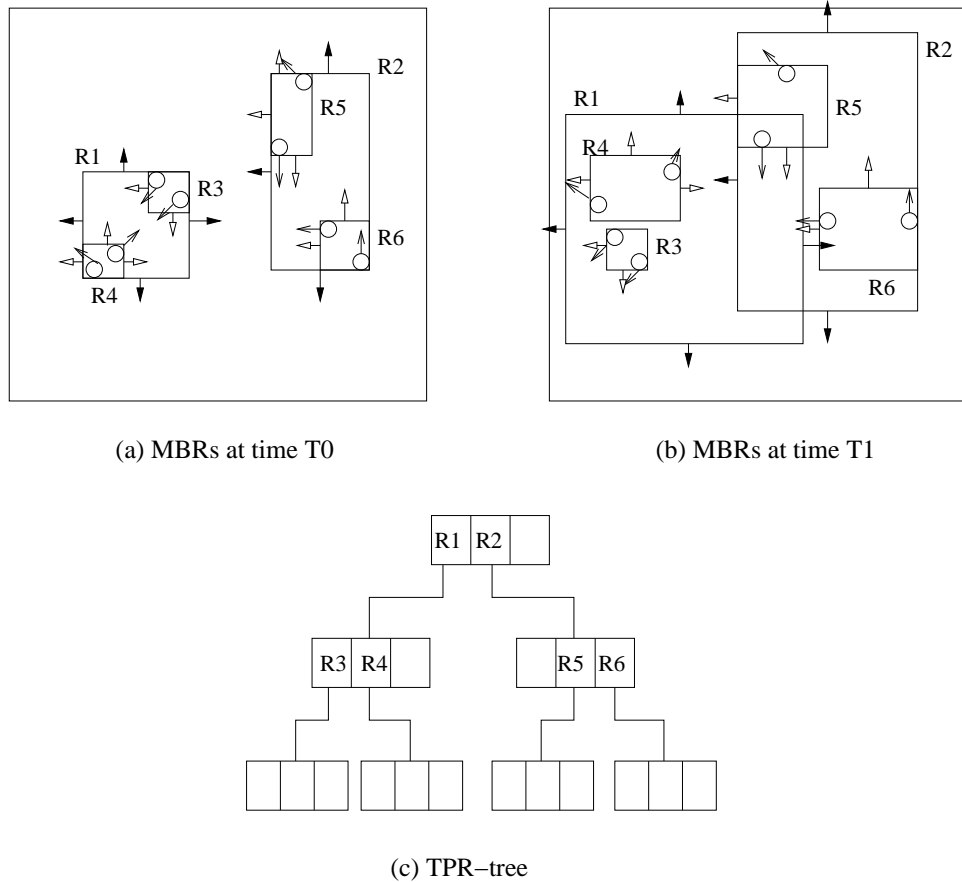 R2
R5
R1
R3
R6
R4
(a) MBRs at time T0
R2
R1
R5
R4
R3
R6
(b) MBRs at time T1
R1 R2
R3 R4
R5 R6
(c) TPR−tree